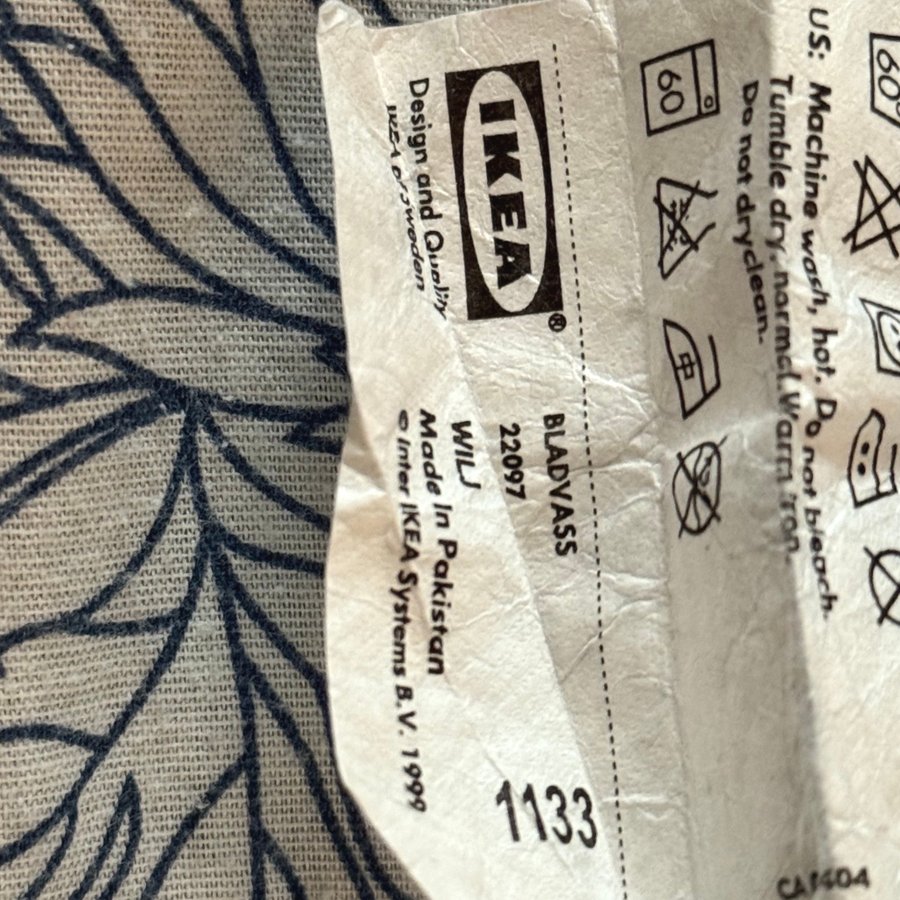 IKEA®
Design and Quality
IKEA of Sweden
BLADVASS
22097
WILJ
Made in Pakistan
© Inter IKEA Systems B.V. 1999
1133
60
60°
US: Machine wash, hot. Do not bleach.
Tumble dry, normal. Warm iron.
Do not dryclean.